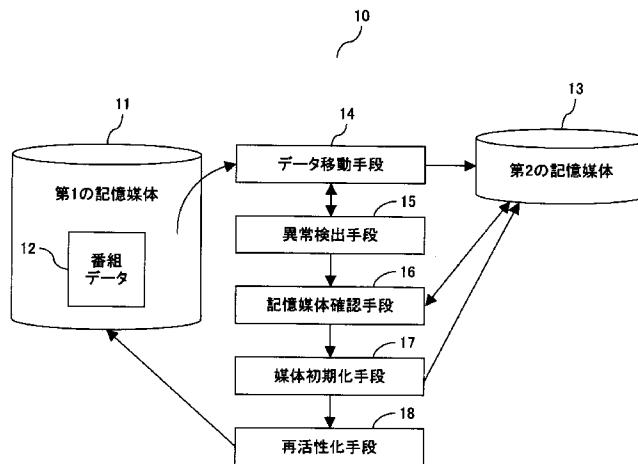 10
11
第1の記憶媒体
12
番組
データ
13
第2の記憶媒体
14
データ移動手段
15
異常検出手段
16
記憶媒体確認手段
17
媒体初期化手段
18
再活性化手段